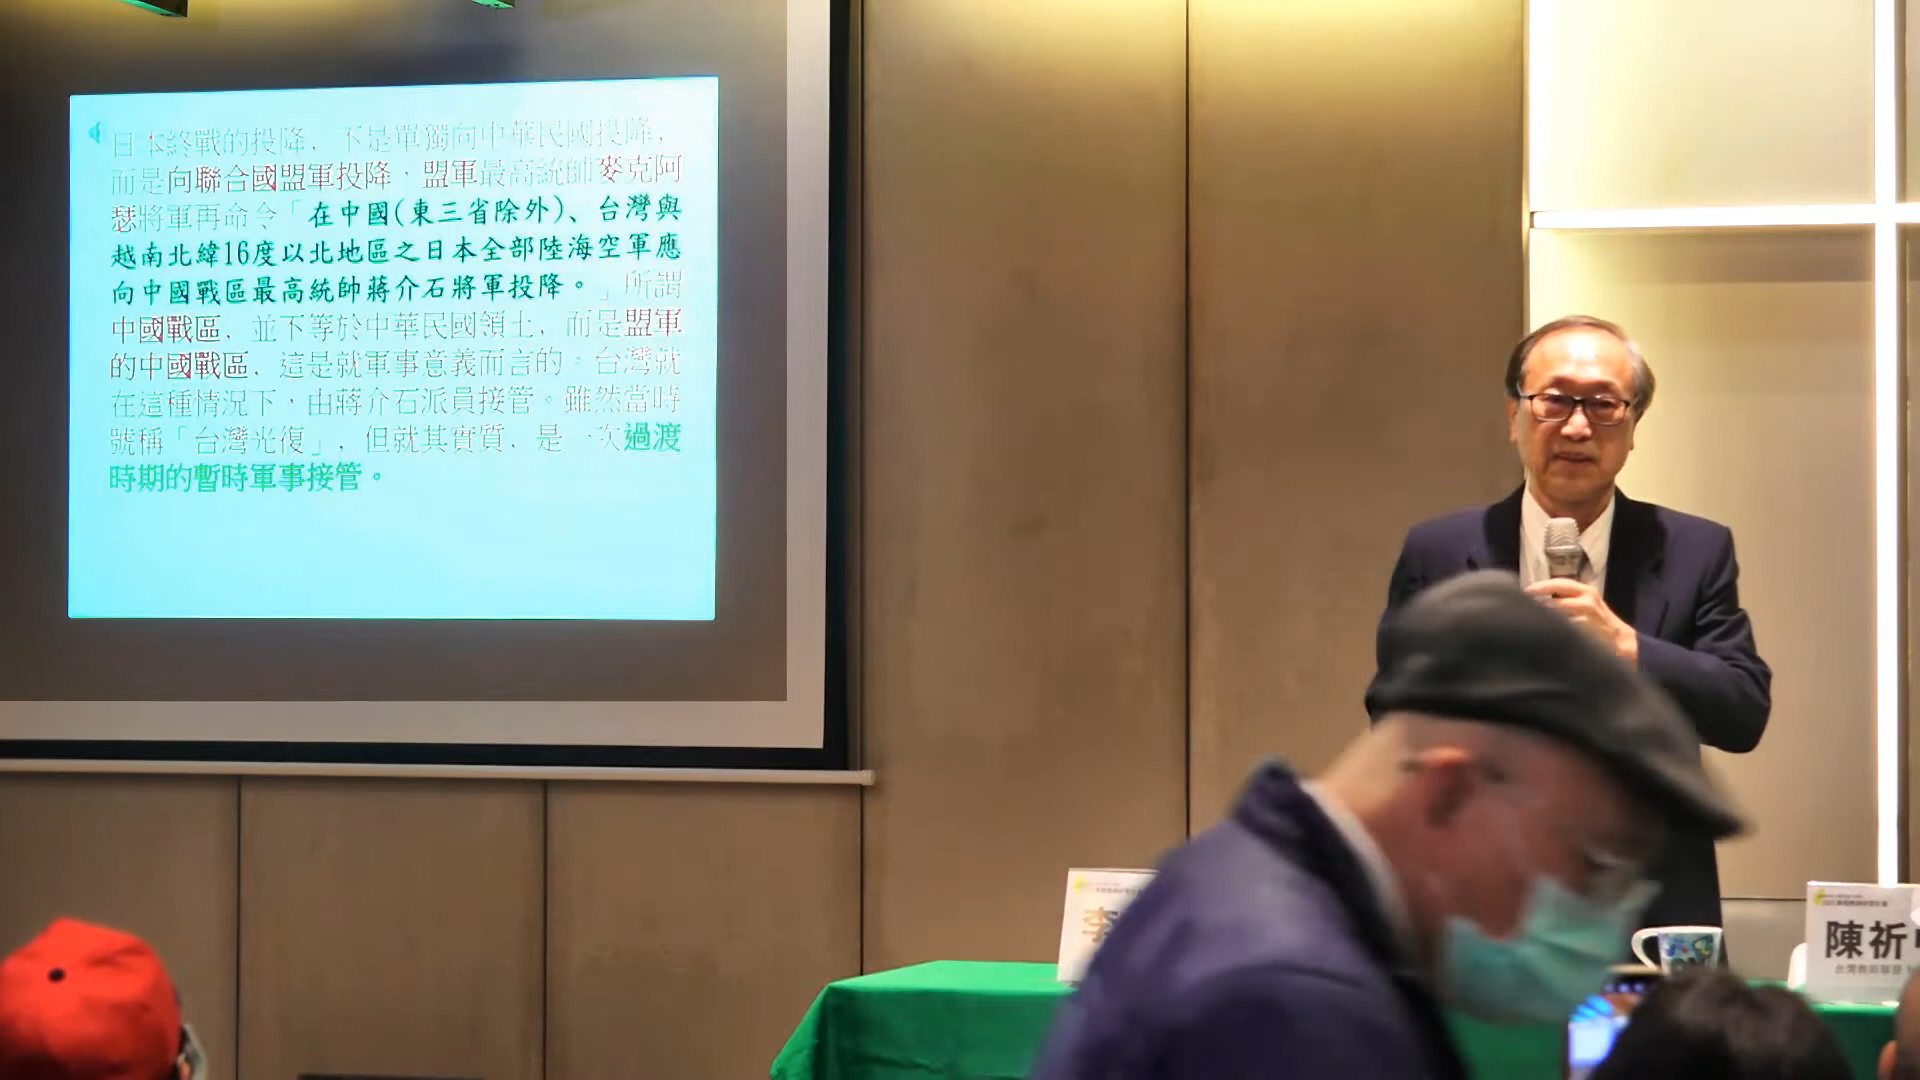 日本終戰的投降，不是單獨向中華民國投降，
而是向聯合國盟軍投降．盟軍最高統帥麥克阿
瑟將軍再命令「在中國(東三省除外)、台灣與
越南北緯16度以北地區之日本全部陸海空軍應
向中國戰區最高統帥蔣介石將軍投降。」所謂
中國戰區，並不等於中華民國領土，而是盟軍
的中國戰區，這是就軍事意義而言的。台灣就
在這種情況下，由蔣介石派員接管。雖然當時
號稱「台灣光復」，但就其實質，是一次過渡
時期的暫時軍事接管。
李
陳祈
台灣教師聯盟